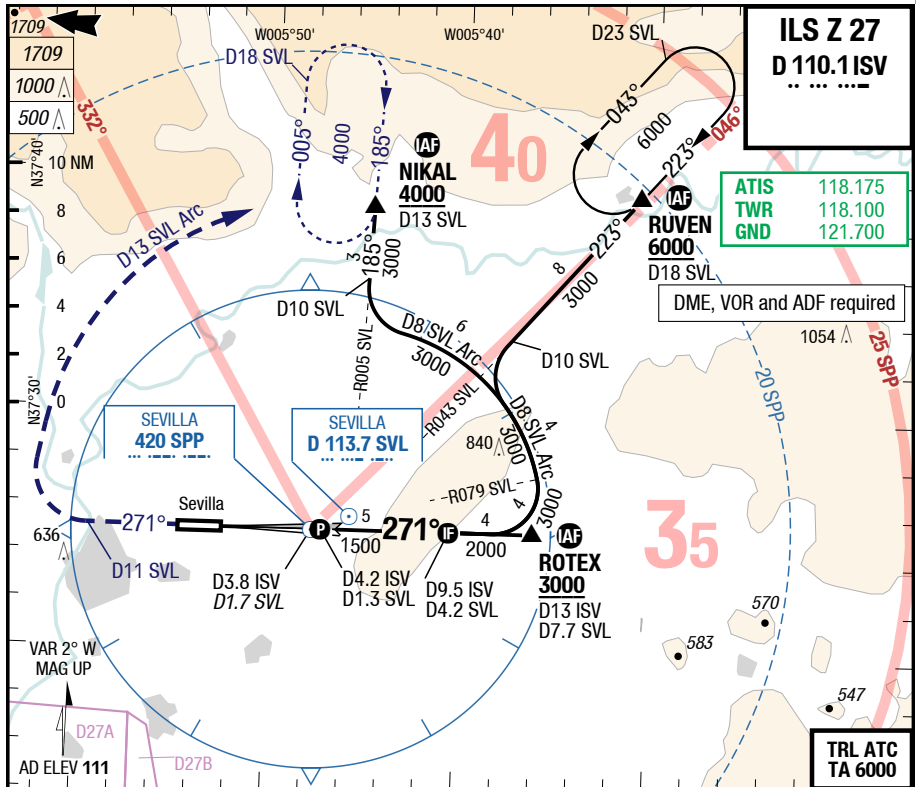 1709
1709
1000
500
ILS Z 27
D 110.1 ISV
W005°50'
W005°40'
D23 SVL
D18 SVL
332°
043°
6000
223°
046°
005°
4000
185°
IAF
NIKAL
4000
D13 SVL
40
IAF
RUVEN
6000
D18 SVL
ATIS 118.175
TWR 118.100
GND 121.700
DME, VOR and ADF required
N37°40'
10 NM
8
6
4
2
0
N37°30'
D13 SVL Arc
3
185°
3000
223°
8
3000
D10 SVL
D8 SVL Arc
6
3000
D10 SVL
1054
25 SPP
20 SPP
R005 SVL
R043 SVL
D8 SVL Arc
4
3000
840
R079 SVL
4
3000
SEVILLA
420 SPP
SEVILLA
D 113.7 SVL
Sevilla
271°
636
D11 SVL
P
5
1500
271°
IF
4
2000
IAF
ROTEX
3000
D13 ISV
D7.7 SVL
35
D3.8 ISV
D1.7 SVL
D4.2 ISV
D1.3 SVL
D9.5 ISV
D4.2 SVL
570
583
547
VAR 2° W
MAG UP
D27A
D27B
AD ELEV 111
TRL ATC
TA 6000